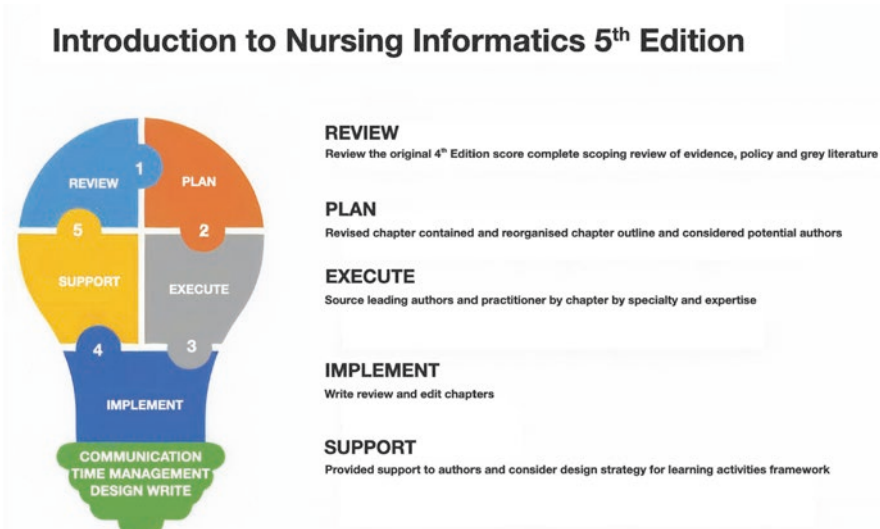 Introduction to Nursing Informatics 5th Edition
REVIEW
1
PLAN
5
2
SUPPORT
EXECUTE
4
3
IMPLEMENT
COMMUNICATION
TIME MANAGEMENT
DESIGN WRITE
REVIEW
Review the original 4th Edition score complete scoping review of evidence, policy and grey literature
PLAN
Revised chapter contained and reorganised chapter outline and considered potential authors
EXECUTE
Source leading authors and practitioner by chapter by specialty and expertise
IMPLEMENT
Write review and edit chapters
SUPPORT
Provided support to authors and consider design strategy for learning activities framework